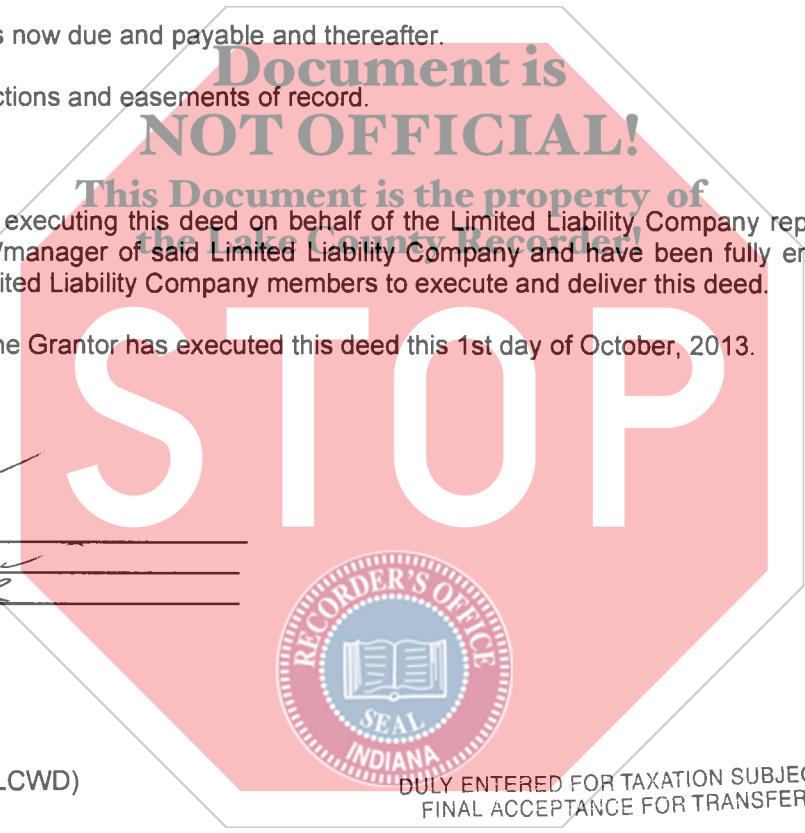 s now due and payable and thereafter.
Document is
ctions and easements of record.
NOT OFFICIAL!
This Document is the property of
executing this deed on behalf of the Limited Liability Company rep
the Lake County Recorder!
/manager of said Limited Liability Company and have been fully em
ited Liability Company members to execute and deliver this deed.
ne Grantor has executed this deed this 1st day of October, 2013.
STOP
RECORDER'S OFFICE
SEAL
INDIANA
LCWD)
DULY ENTERED FOR TAXATION SUBJEC
FINAL ACCEPTANCE FOR TRANSFER